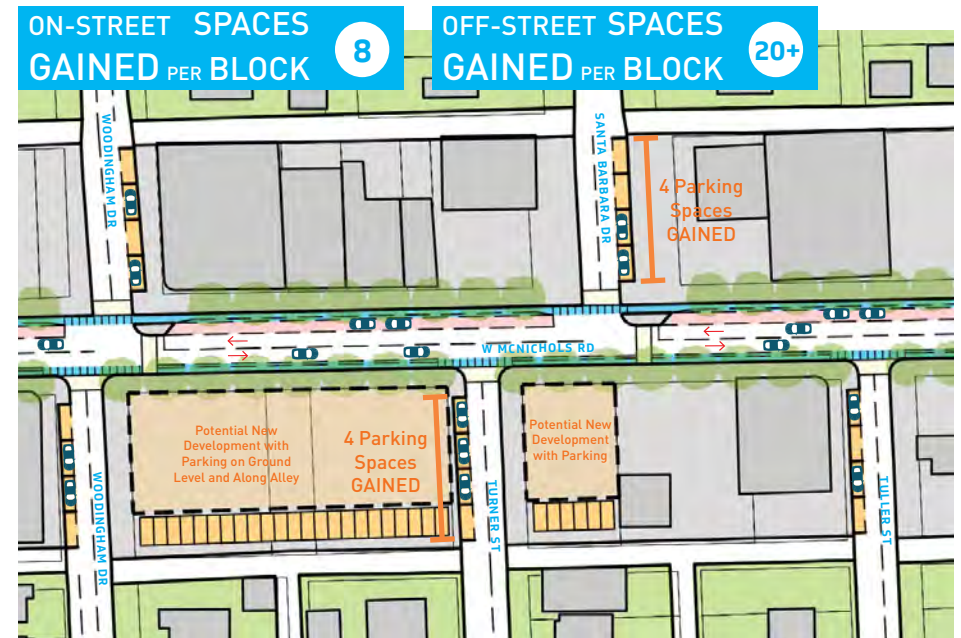 ON-STREET SPACES
GAINED PER BLOCK
8
OFF-STREET SPACES
GAINED PER BLOCK
20+
WOODINGHAM DR
SANTA BARBARA DR
4 Parking
Spaces
GAINED
W MCNICHOLS RD
Potential New
Development with
Parking on Ground
Level and Along Alley
4 Parking
Spaces
GAINED
Potential New
Development
with Parking
WOODINGHAM DR
TURNER ST
TULLER ST